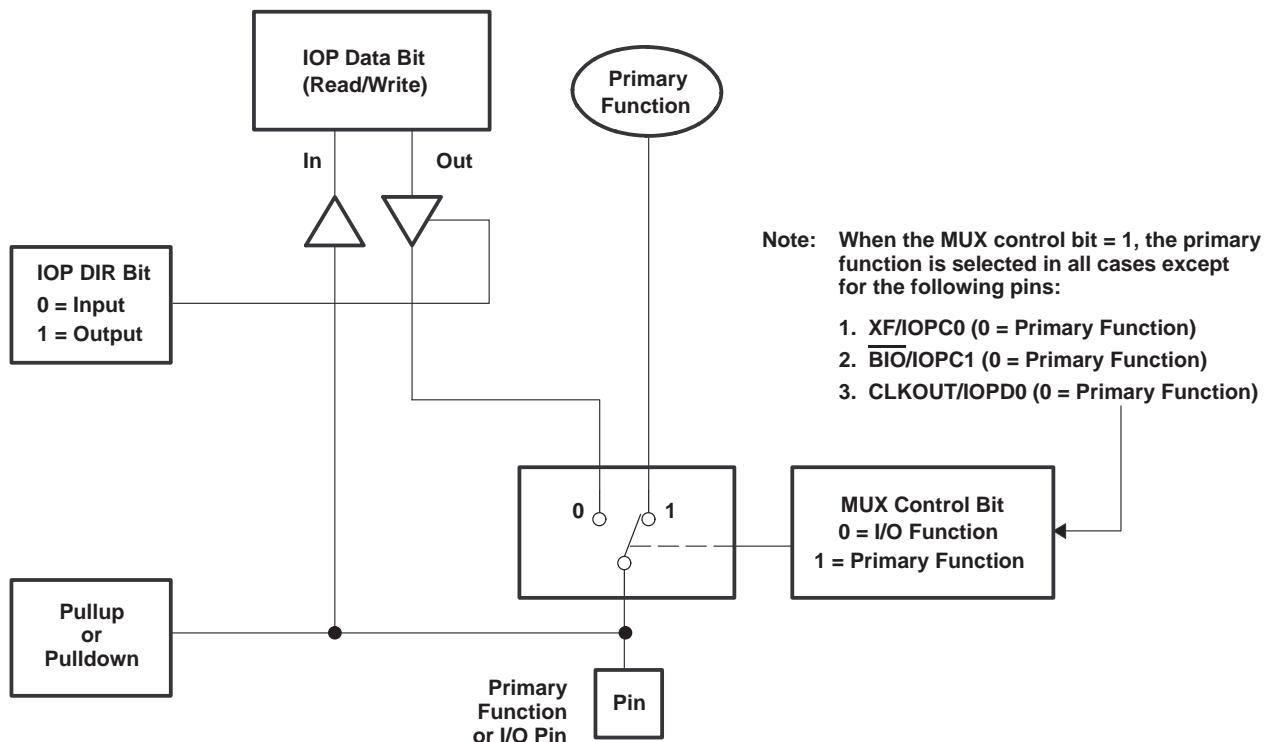 IOP Data Bit
(Read/Write)
Primary
Function
In
Out
IOP DIR Bit
0 = Input
1 = Output
Note: When the MUX control bit = 1, the primary
function is selected in all cases except
for the following pins:
1. XF/IOPC0 (0 = Primary Function)
2. B̅I̅O̅/IOPC1 (0 = Primary Function)
3. CLKOUT/IOPD0 (0 = Primary Function)
0
1
MUX Control Bit
0 = I/O Function
1 = Primary Function
Pullup
or
Pulldown
Primary
Function
or I/O Pin
Pin